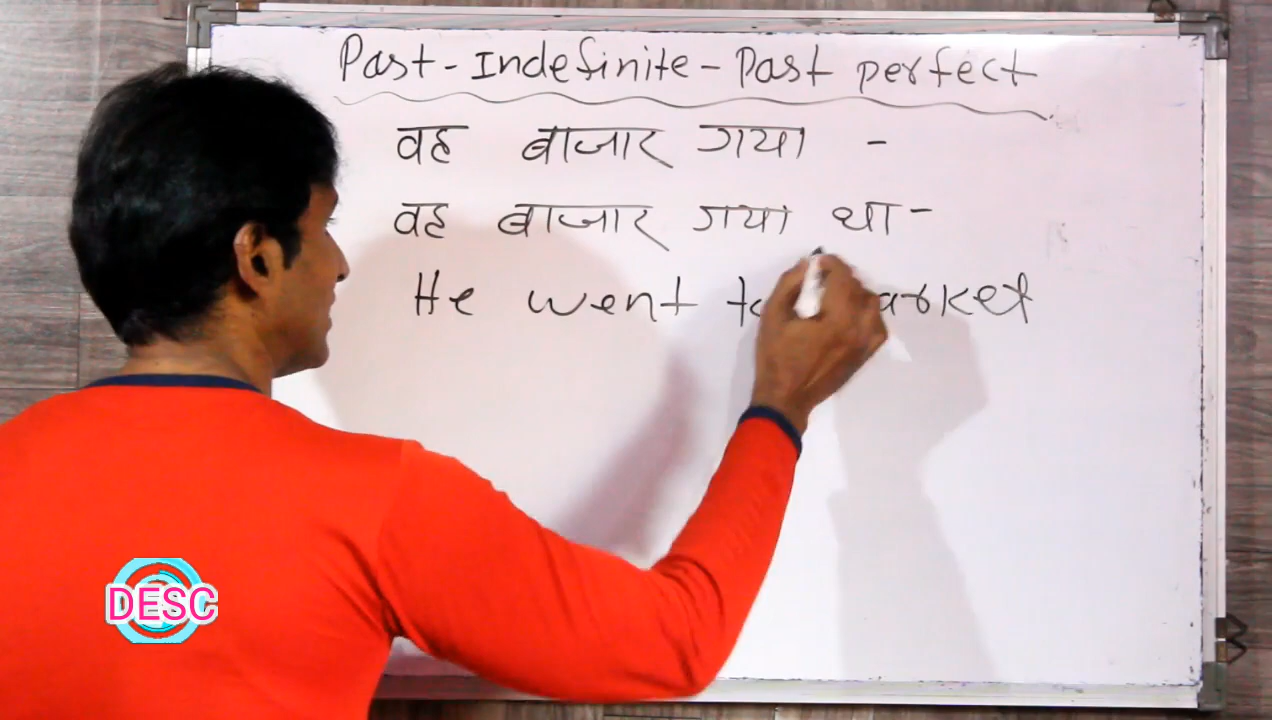 Past - Indefinite - Past perfect
वह बाजार गया -
वह बाजार गया था -
He went
DESC